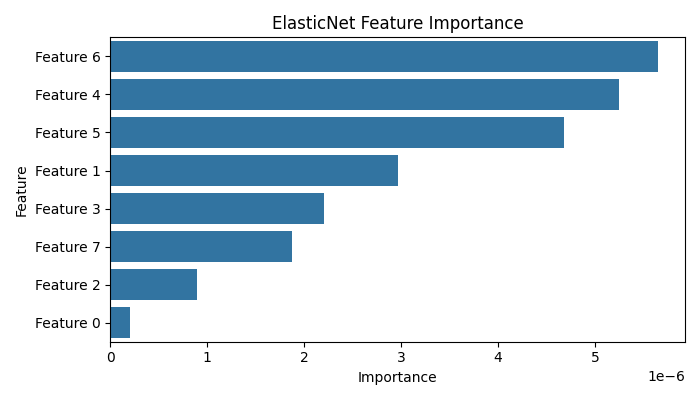 ElasticNet Feature Importance
Feature
Feature 6
Feature 4
Feature 5
Feature 1
Feature 3
Feature 7
Feature 2
Feature 0
0 1 2 3 4 5
1e−6
Importance